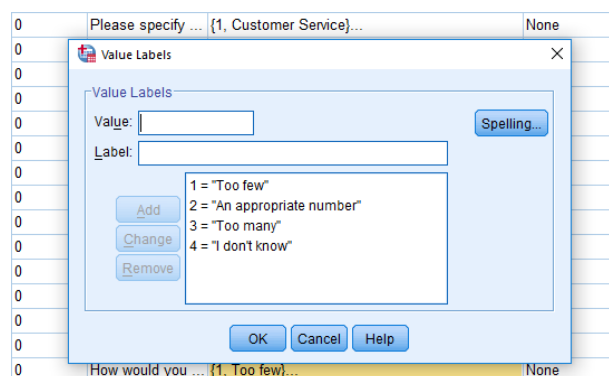 0 Please specify ... {1, Customer Service}... None
0
Value Labels
0
0
Value Labels
0
Value:
Spelling...
0
Label:
0
1 = "Too few"
0
Add
2 = "An appropriate number"
0
3 = "Too many"
Change
4 = "I don't know"
0
Remove
0
0
0
OK Cancel Help
0
0 How would you ... {1, Too few}... None